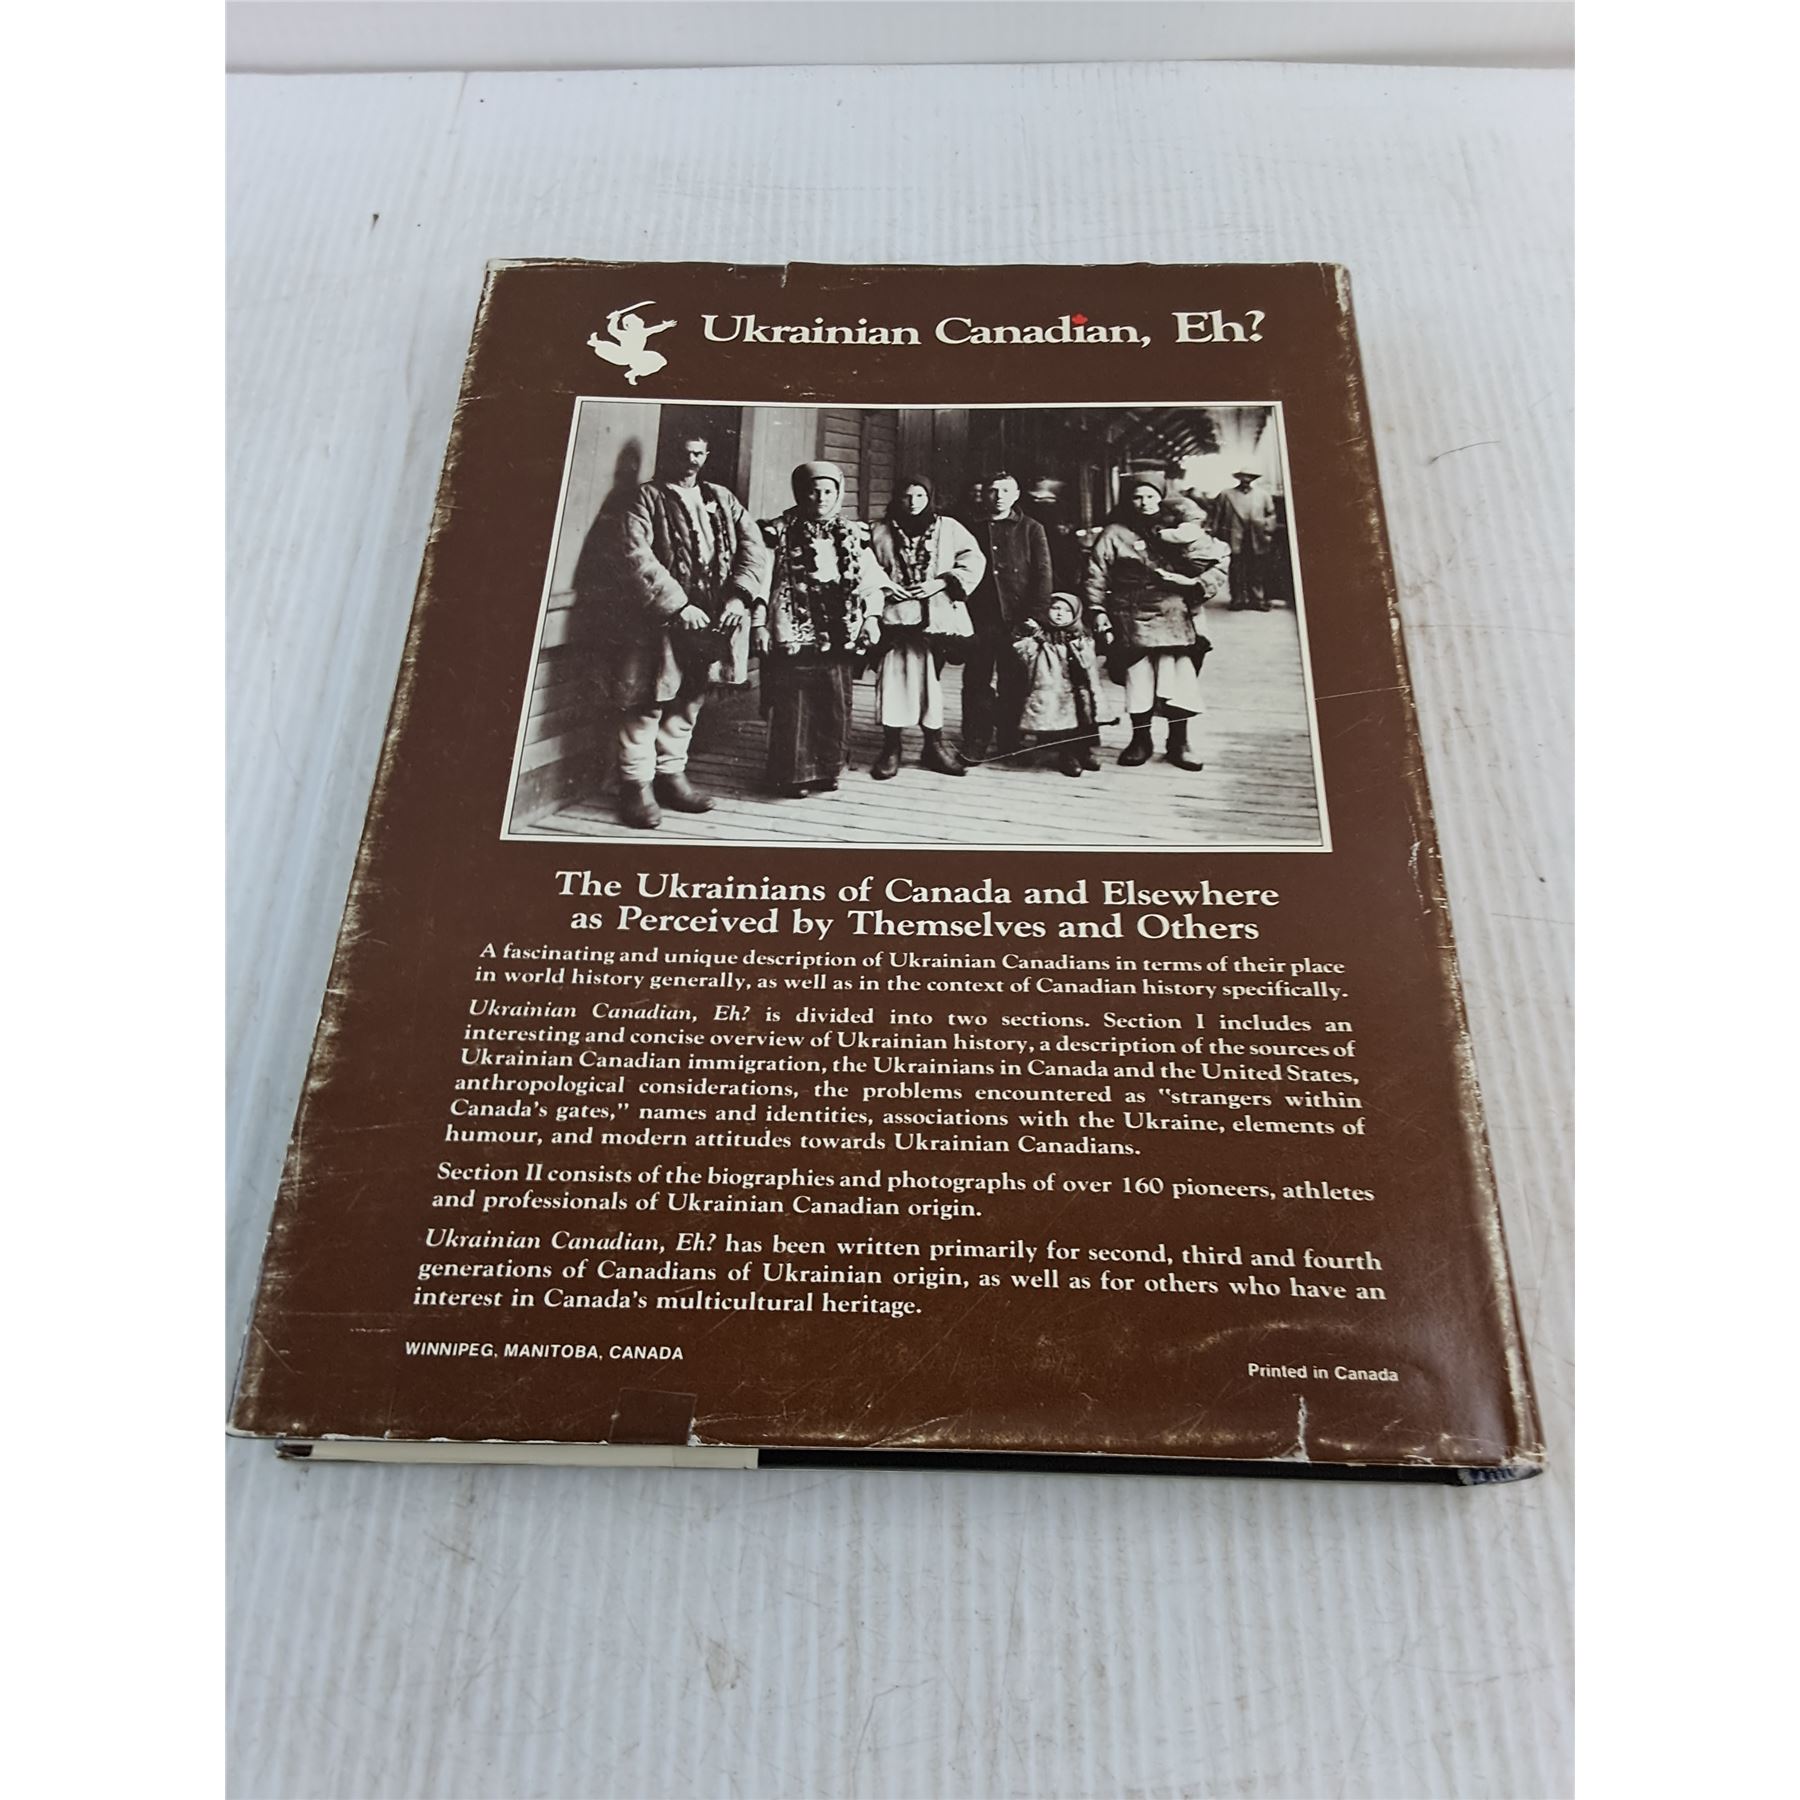 Ukrainian Canadian, Eh?
The Ukrainians of Canada and Elsewhere
as Perceived by Themselves and Others
A fascinating and unique description of Ukrainian Canadians in terms of their place
in world history generally, as well as in the context of Canadian history specifically.
Ukrainian Canadian, Eh? is divided into two sections. Section I includes an
interesting and concise overview of Ukrainian history, a description of the sources of
Ukrainian Canadian immigration, the Ukrainians in Canada and the United States,
anthropological considerations, the problems encountered as "strangers within
Canada's gates," names and identities, associations with the Ukraine, elements of
humour, and modern attitudes towards Ukrainian Canadians.
Section II consists of the biographies and photographs of over 160 pioneers, athletes
and professionals of Ukrainian Canadian origin.
Ukrainian Canadian, Eh? has been written primarily for second, third and fourth
generations of Canadians of Ukrainian origin, as well as for others who have an
interest in Canada's multicultural heritage.
WINNIPEG, MANITOBA, CANADA
Printed in Canada